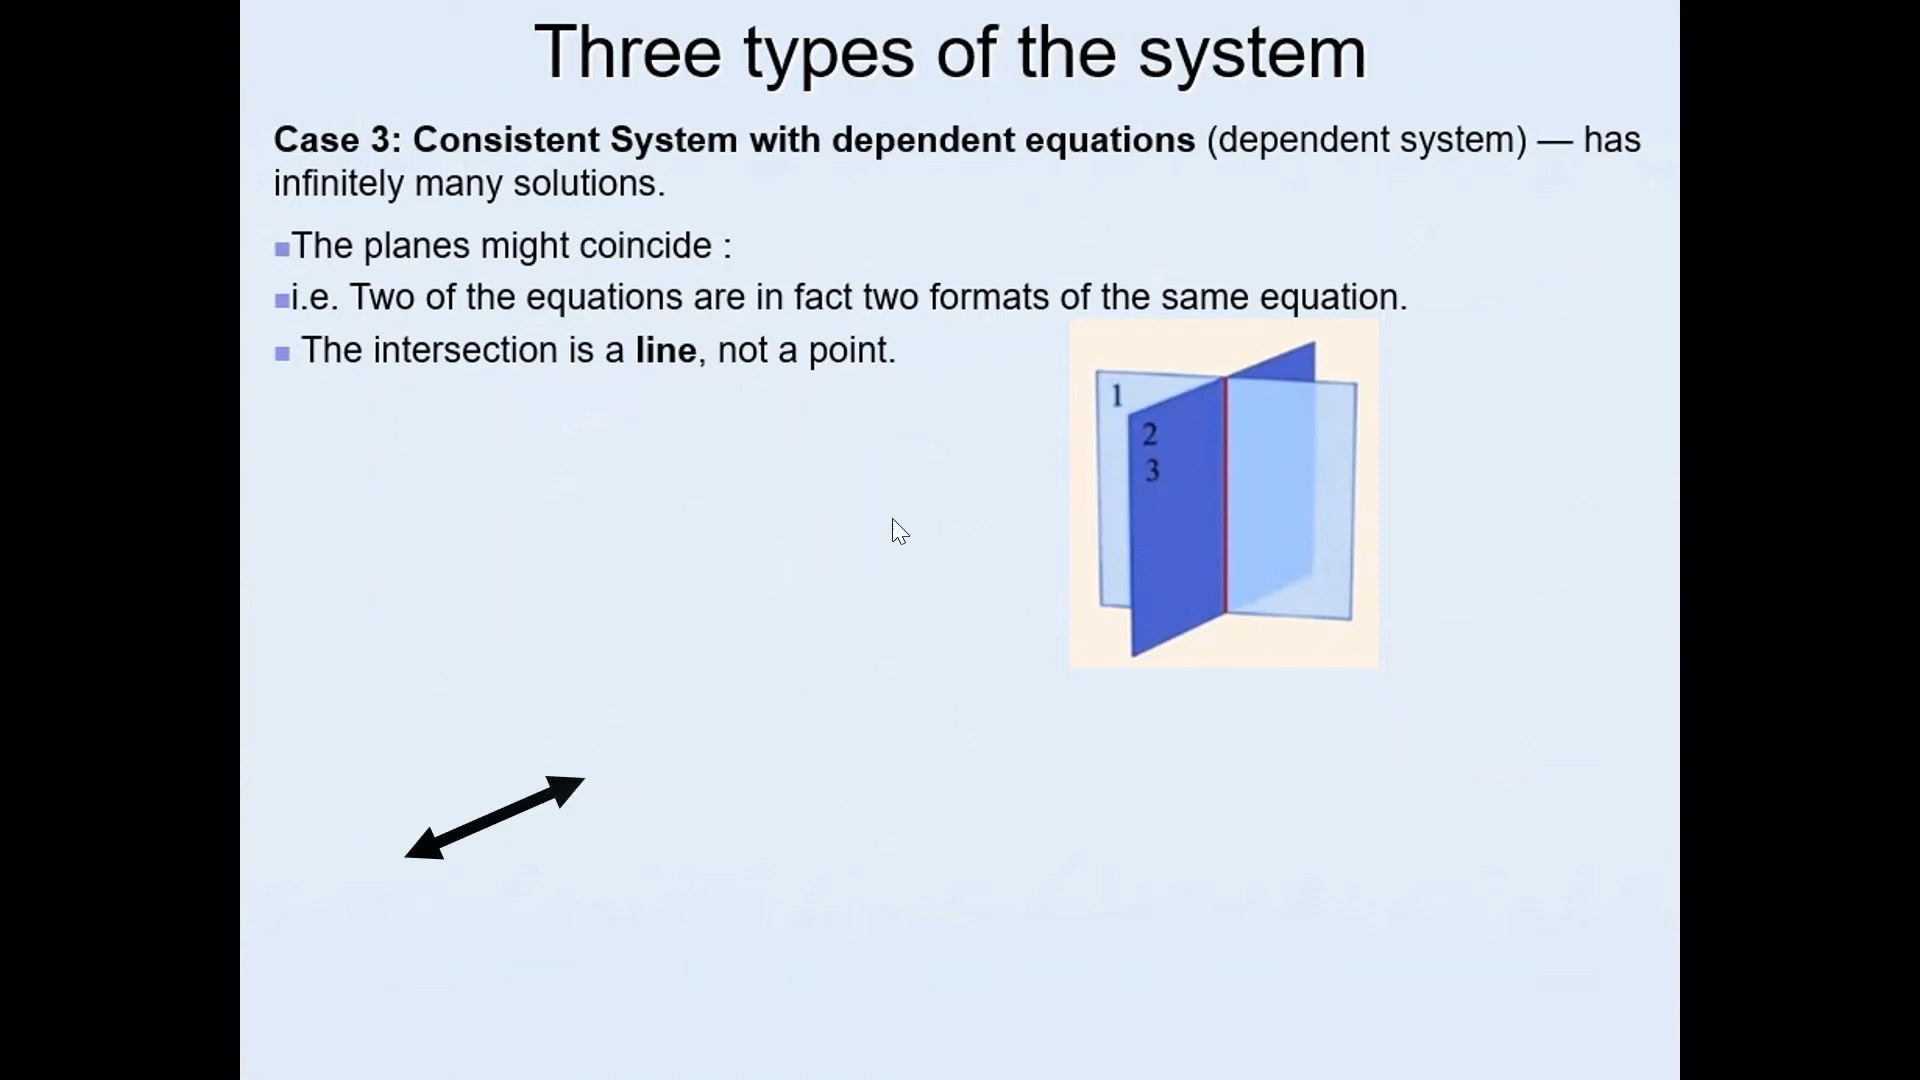 Three types of the system
Case 3: Consistent System with dependent equations (dependent system) — has
infinitely many solutions.
The planes might coincide :
i.e. Two of the equations are in fact two formats of the same equation.
The intersection is a line, not a point.
1
2
3